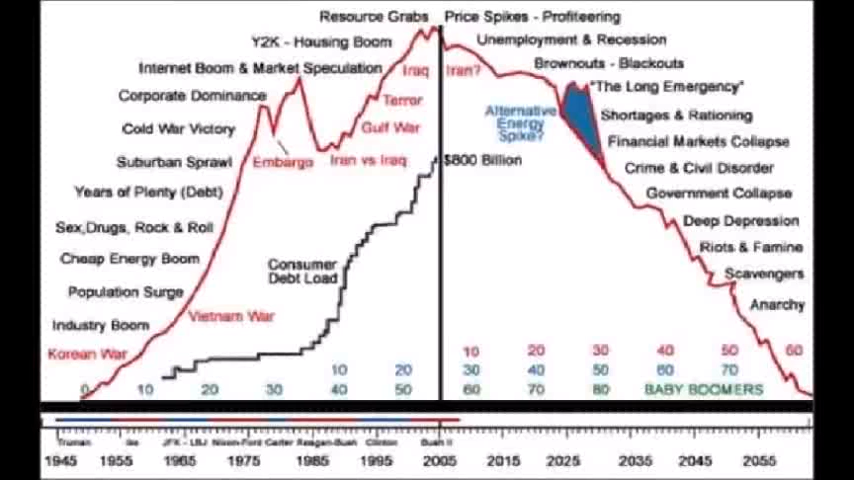 Resource Grabs
Price Spikes - Profiteering
Y2K - Housing Boom
Unemployment & Recession
Internet Boom & Market Speculation
Iraq
Iran?
Brownouts - Blackouts
"The Long Emergency"
Corporate Dominance
Terror
Alternative
Energy
Spike?
Shortages & Rationing
Cold War Victory
Gulf War
Financial Markets Collapse
Suburban Sprawl
Embargo
Iran vs Iraq
$800 Billion
Crime & Civil Disorder
Years of Plenty (Debt)
Government Collapse
Sex,Drugs, Rock & Roll
Deep Depression
Cheap Energy Boom
Consumer
Debt Load
Riots & Famine
Population Surge
Scavengers
Industry Boom
Vietnam War
Anarchy
Korean War
10 20 30 40 50 60
10 20 30 40 50 60 70
0 10 20 30 40 50 60 70 80 BABY BOOMERS
Truman Ike JFK - LBJ Nixon-Ford Carter Reagan-Bush Clinton Bush II
1945 1955 1965 1975 1985 1995 2005 2015 2025 2035 2045 2055